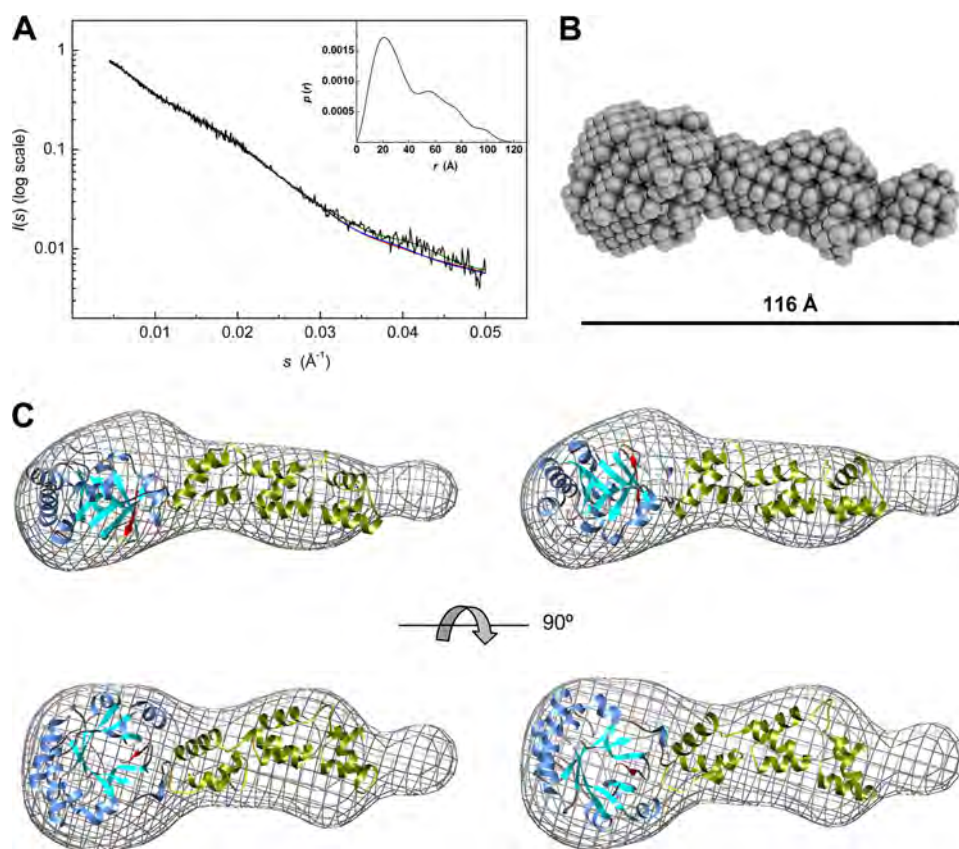 A
I(s) (log scale)
1
0.1
0.01
0.01 0.02 0.03 0.04 0.05
s (Å⁻¹)
p (r)
0.0015
0.0010
0.0005
0 20 40 60 80 100 120
r (Å)
B
116 Å
C
90º